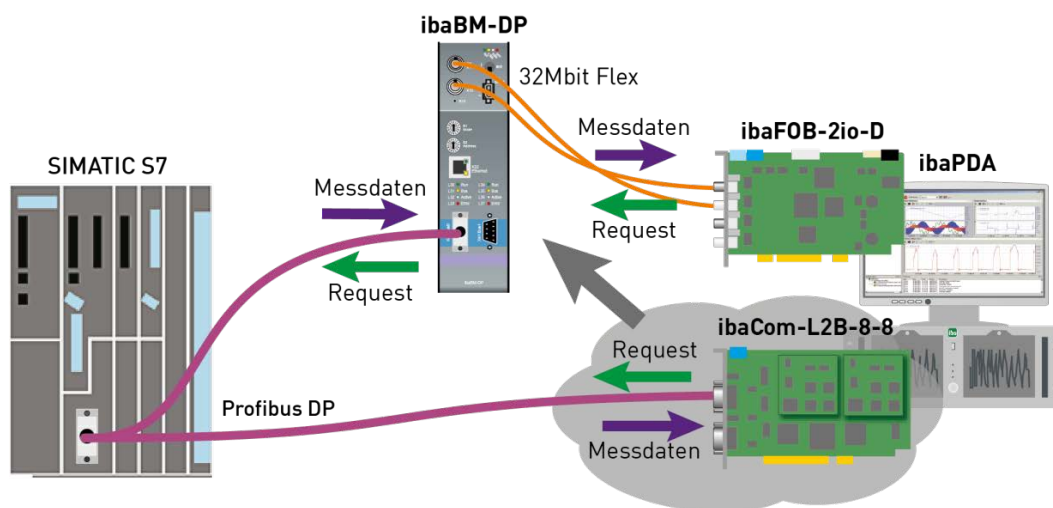 ibaBM-DP
32Mbit Flex
Messdaten
ibaFOB-2io-D
ibaPDA
SIMATIC S7
Messdaten
Request
Request
ibaCom-L2B-8-8
Request
Profibus DP
Messdaten